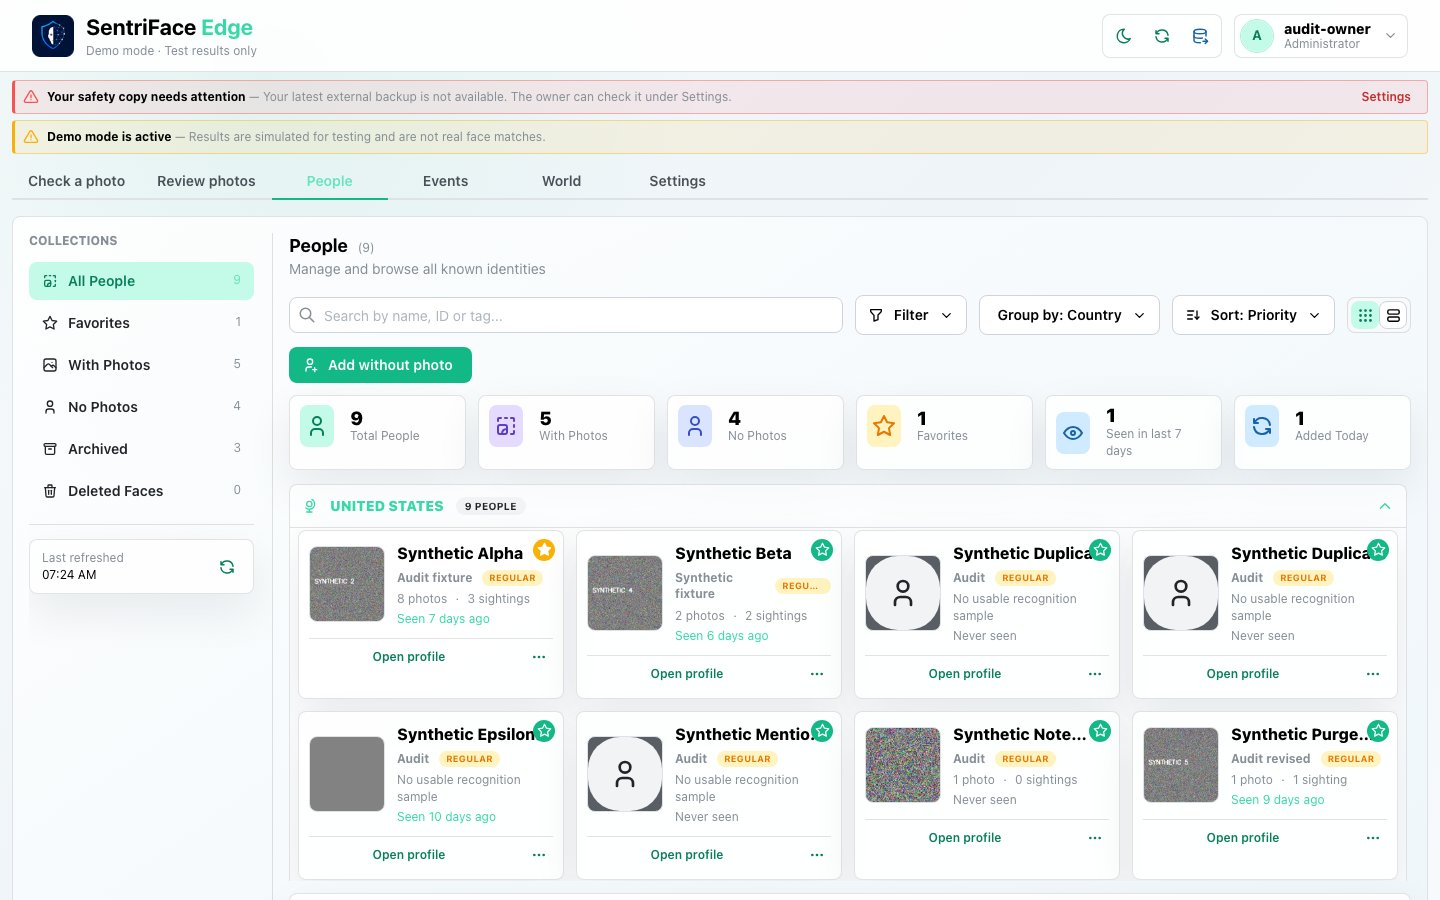 SentriFace Edge
Demo mode · Test results only
A
audit-owner
Administrator
Your safety copy needs attention — Your latest external backup is not available. The owner can check it under Settings.
Settings
Demo mode is active — Results are simulated for testing and are not real face matches.
Check a photo
Review photos
People
Events
World
Settings
COLLECTIONS
All People 9
Favorites 1
With Photos 5
No Photos 4
Archived 3
Deleted Faces 0
Last refreshed
07:24 AM
People (9)
Manage and browse all known identities
Search by name, ID or tag...
Filter
Group by: Country
Sort: Priority
Add without photo
9
Total People
5
With Photos
4
No Photos
1
Favorites
1
Seen in last 7
days
1
Added Today
UNITED STATES 9 PEOPLE
SYNTHETIC 2
Synthetic Alpha
Audit fixture REGULAR
8 photos · 3 sightings
Seen 7 days ago
Open profile
SYNTHETIC 4
Synthetic Beta
Synthetic
fixture
REGU...
2 photos · 2 sightings
Seen 6 days ago
Open profile
Synthetic Duplica
Audit REGULAR
No usable recognition
sample
Never seen
Open profile
Synthetic Duplica
Audit REGULAR
No usable recognition
sample
Never seen
Open profile
Synthetic Epsilon
Audit REGULAR
No usable recognition
sample
Seen 10 days ago
Open profile
Synthetic Mentio..
Audit REGULAR
No usable recognition
sample
Never seen
Open profile
Synthetic Note...
Audit REGULAR
1 photo · 0 sightings
Never seen
Open profile
SYNTHETIC 5
Synthetic Purge..
Audit revised REGULAR
1 photo · 1 sighting
Seen 9 days ago
Open profile